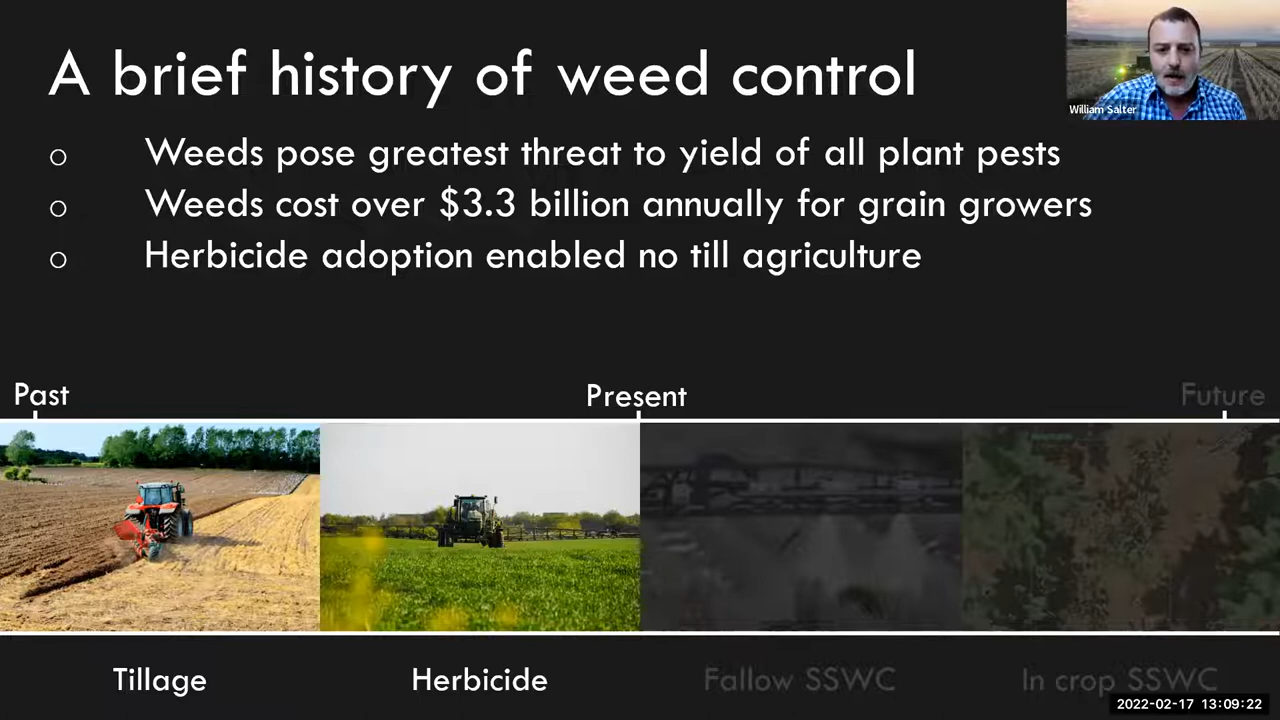 A brief history of weed control
William Salter
o Weeds pose greatest threat to yield of all plant pests
o Weeds cost over $3.3 billion annually for grain growers
o Herbicide adoption enabled no till agriculture
Past Present Future
Tillage Herbicide Fallow SSWC In crop SSWC
2022-02-17 13:09:22